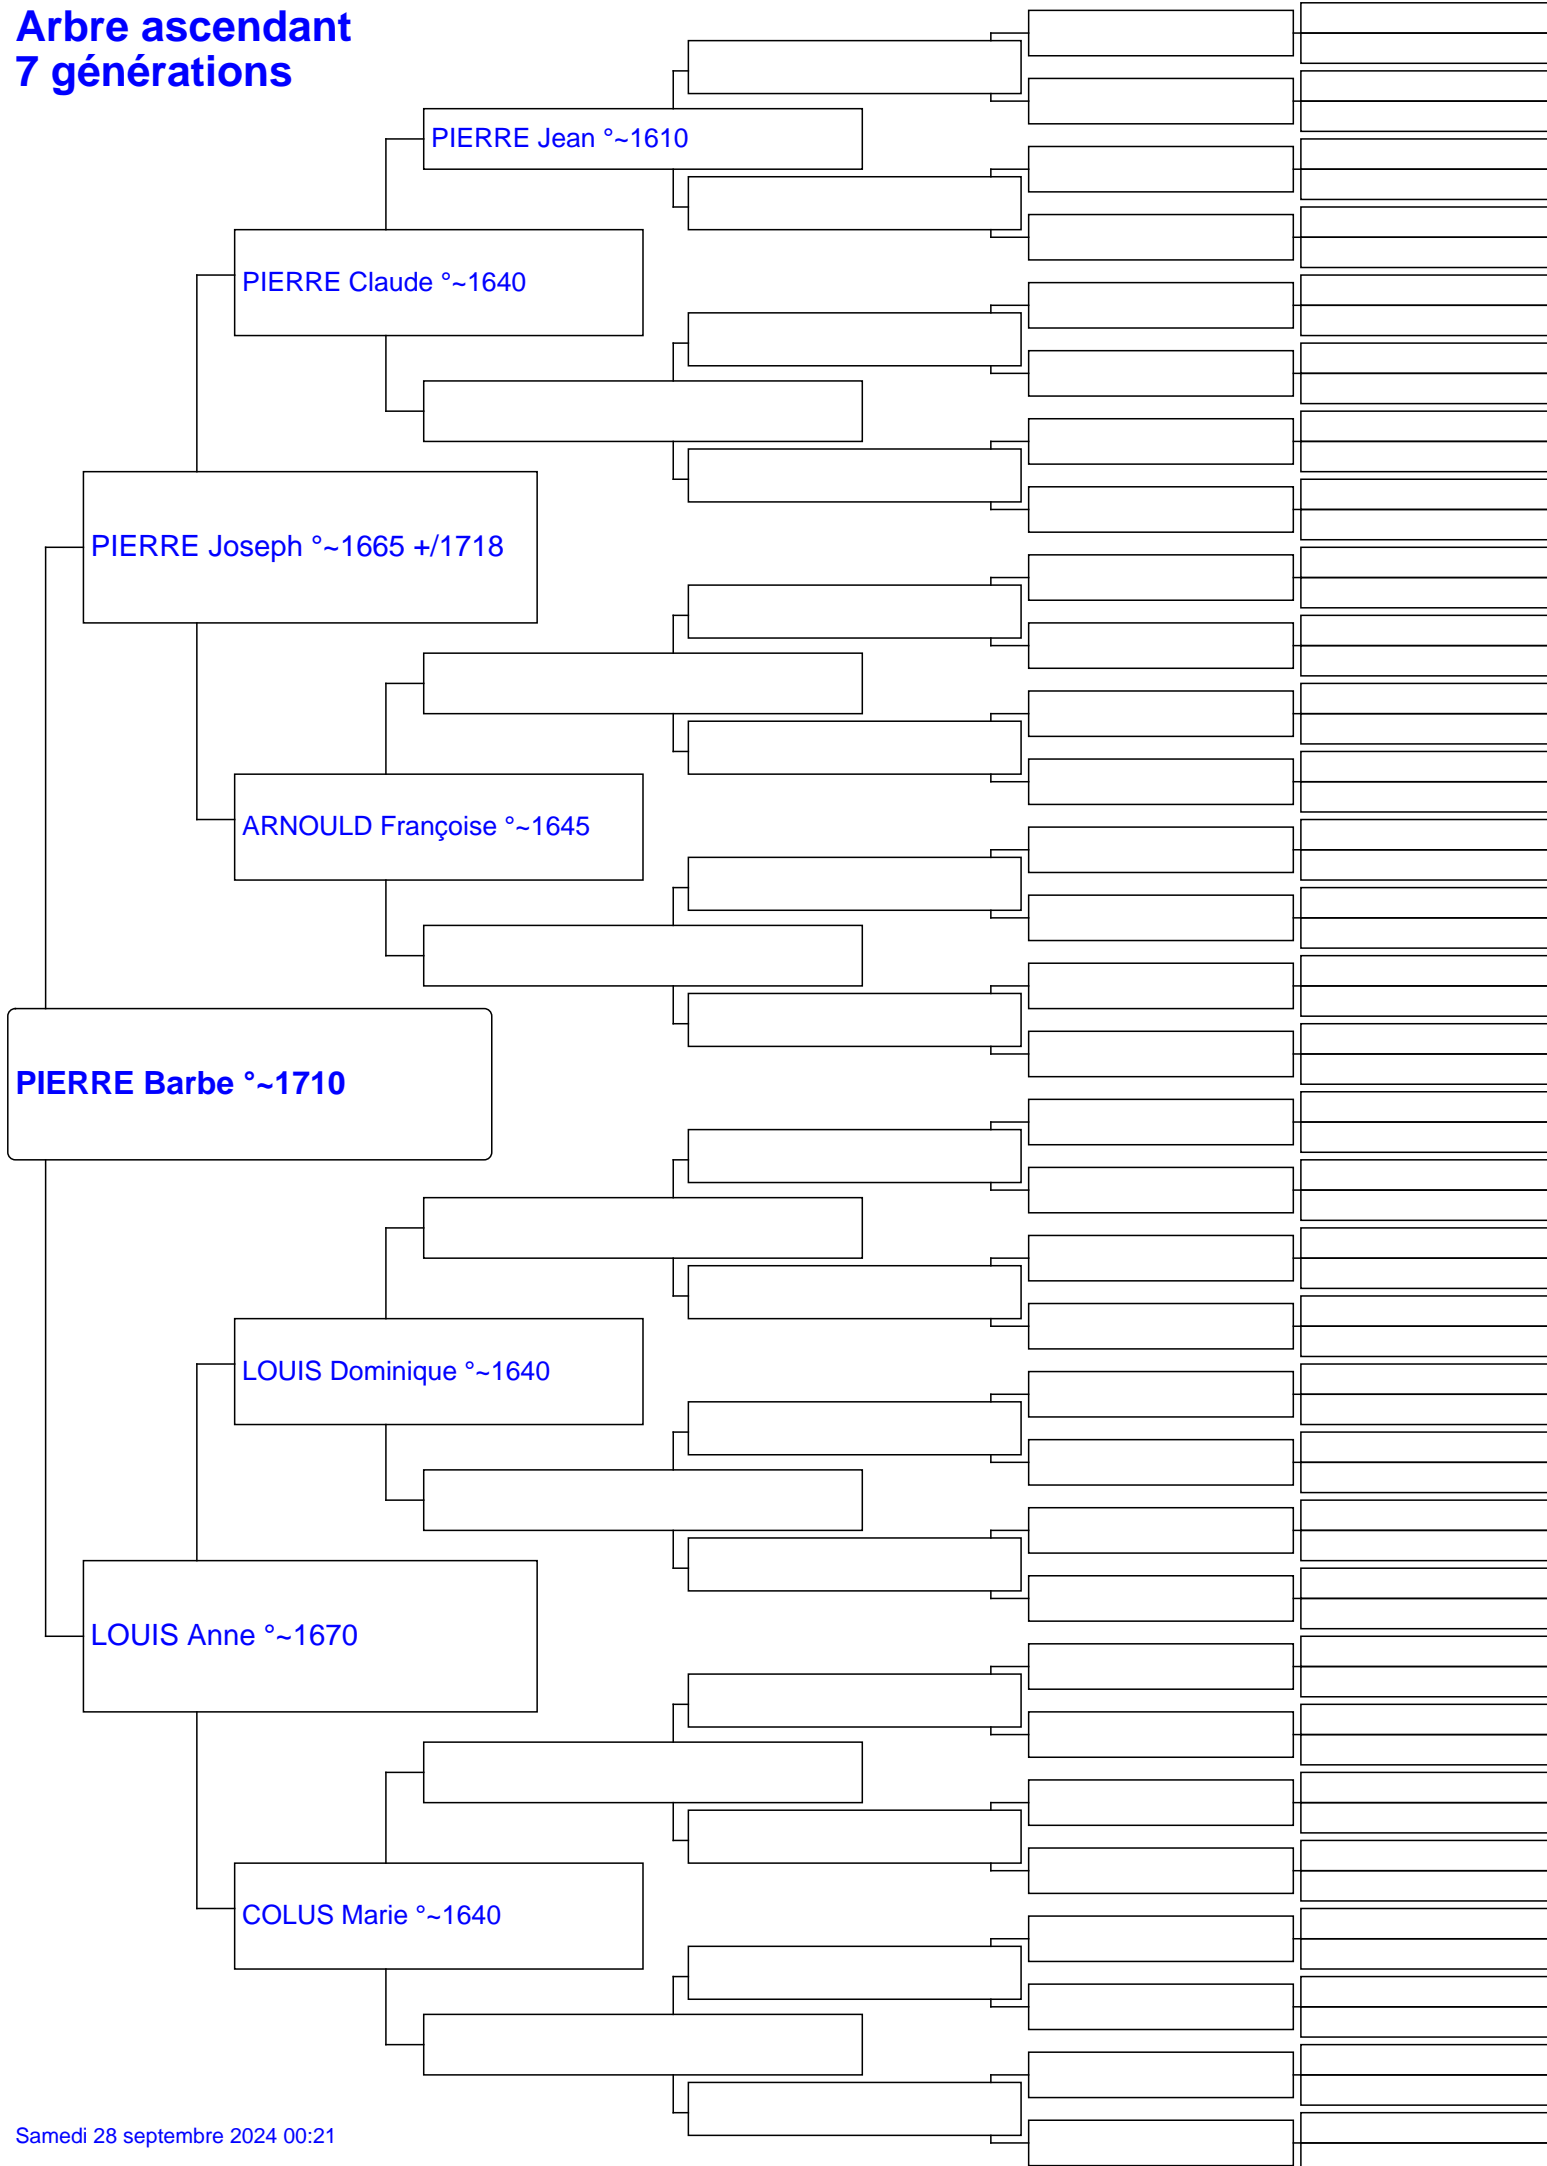 Arbre ascendant
7 générations
PIERRE Jean °~1610
PIERRE Claude °~1640
PIERRE Joseph °~1665 +/1718
ARNOULD Françoise °~1645
PIERRE Barbe °~1710
LOUIS Dominique °~1640
LOUIS Anne °~1670
COLUS Marie °~1640
Samedi 28 septembre 2024 00:21